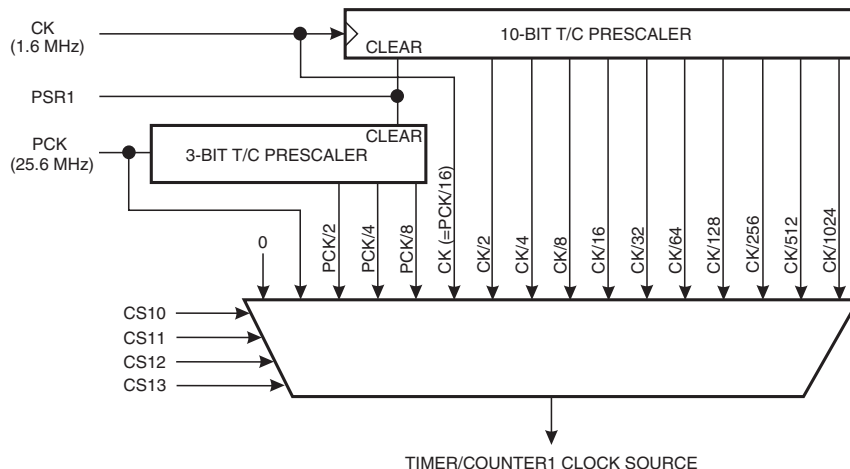 CK
(1.6 MHz)
10-BIT T/C PRESCALER
CLEAR
PSR1
CLEAR
PCK
(25.6 MHz)
3-BIT T/C PRESCALER
0
PCK/2
PCK/4
PCK/8
CK (=PCK/16)
CK/2
CK/4
CK/8
CK/16
CK/32
CK/64
CK/128
CK/256
CK/512
CK/1024
CS10
CS11
CS12
CS13
TIMER/COUNTER1 CLOCK SOURCE